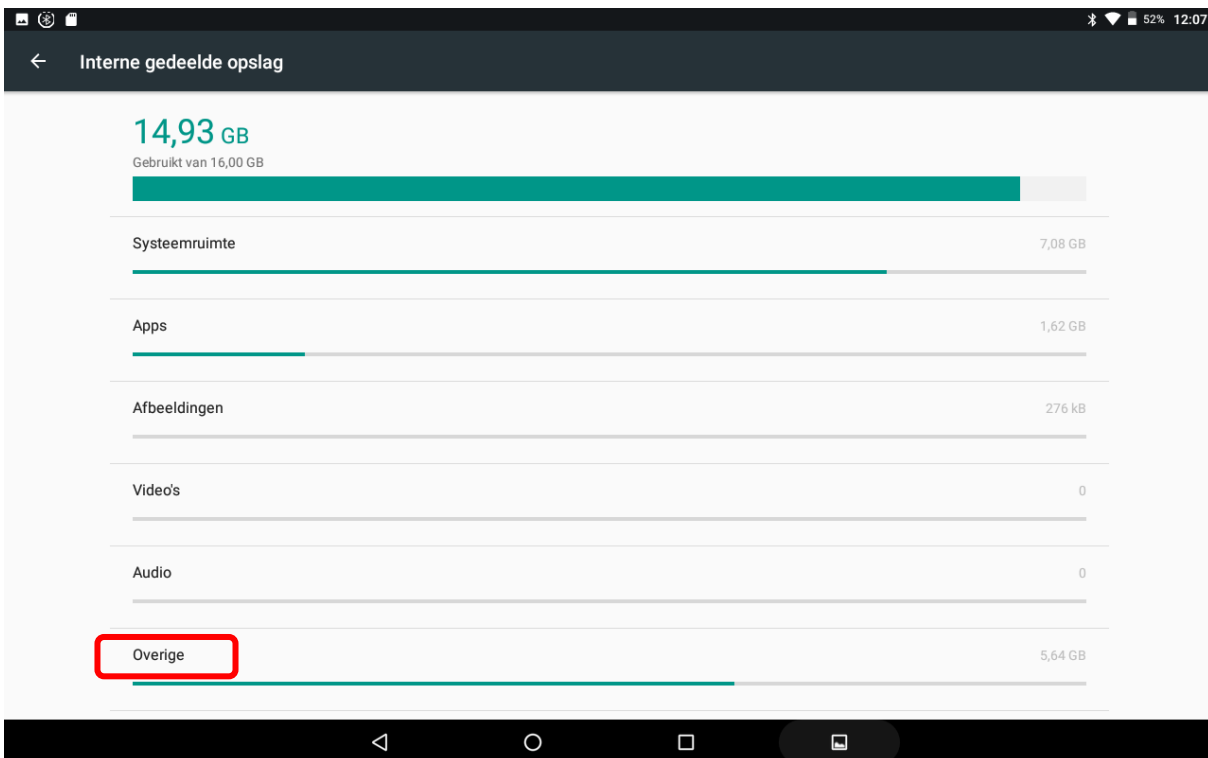 52% 12:07
Interne gedeelde opslag
14,93 GB
Gebruikt van 16,00 GB
Systeemruimte 7,08 GB
Apps 1,62 GB
Afbeeldingen 276 kB
Video's 0
Audio 0
Overige 5,64 GB